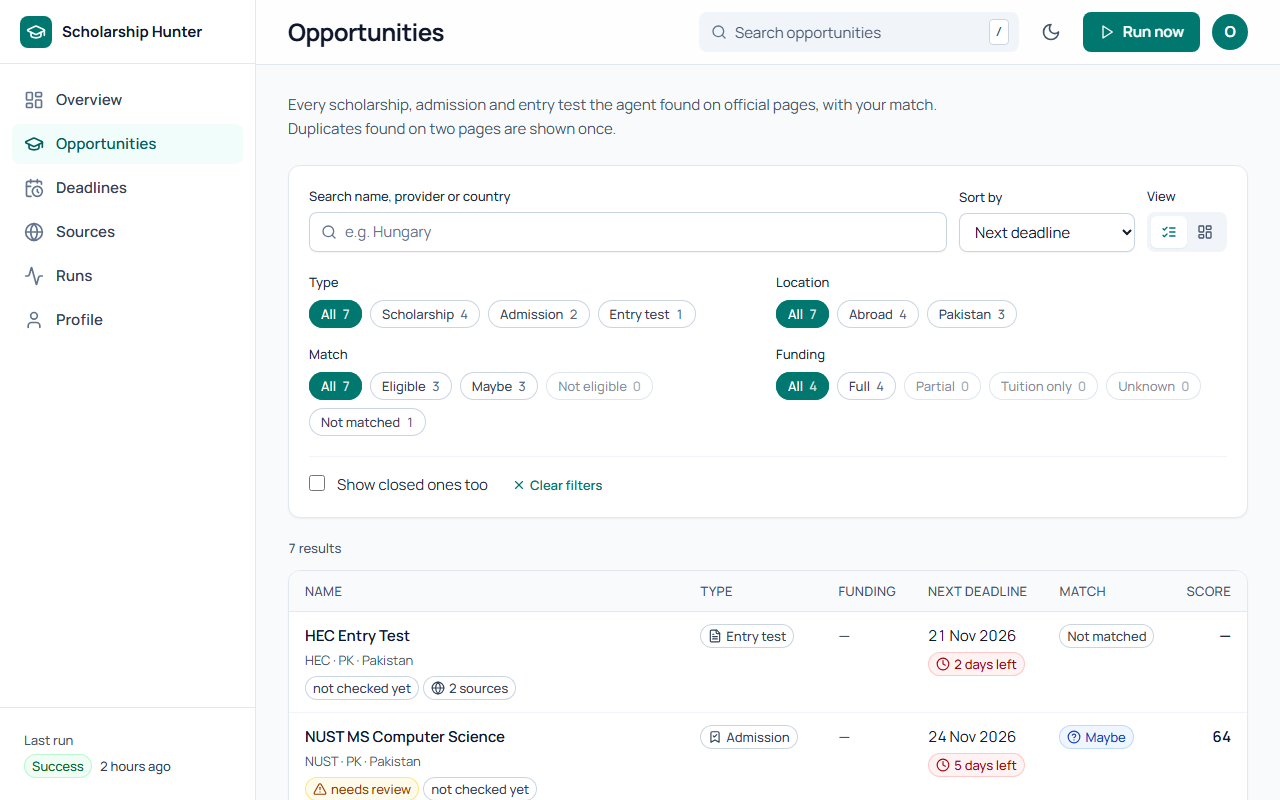 Scholarship Hunter
Opportunities
Search opportunities
/
Run now
O
Overview
Opportunities
Deadlines
Sources
Runs
Profile
Last run
Success 2 hours ago
Every scholarship, admission and entry test the agent found on official pages, with your match.
Duplicates found on two pages are shown once.
Search name, provider or country
e.g. Hungary
Sort by
Next deadline
View
Type
All 7 Scholarship 4 Admission 2 Entry test 1
Location
All 7 Abroad 4 Pakistan 3
Match
All 7 Eligible 3 Maybe 3 Not eligible 0
Not matched 1
Funding
All 4 Full 4 Partial 0 Tuition only 0 Unknown 0
Show closed ones too Clear filters
7 results
NAME TYPE FUNDING NEXT DEADLINE MATCH SCORE
HEC Entry Test Entry test — 21 Nov 2026 Not matched —
HEC · PK · Pakistan 2 days left
not checked yet 2 sources
NUST MS Computer Science Admission — 24 Nov 2026 Maybe 64
NUST · PK · Pakistan 5 days left
needs review not checked yet